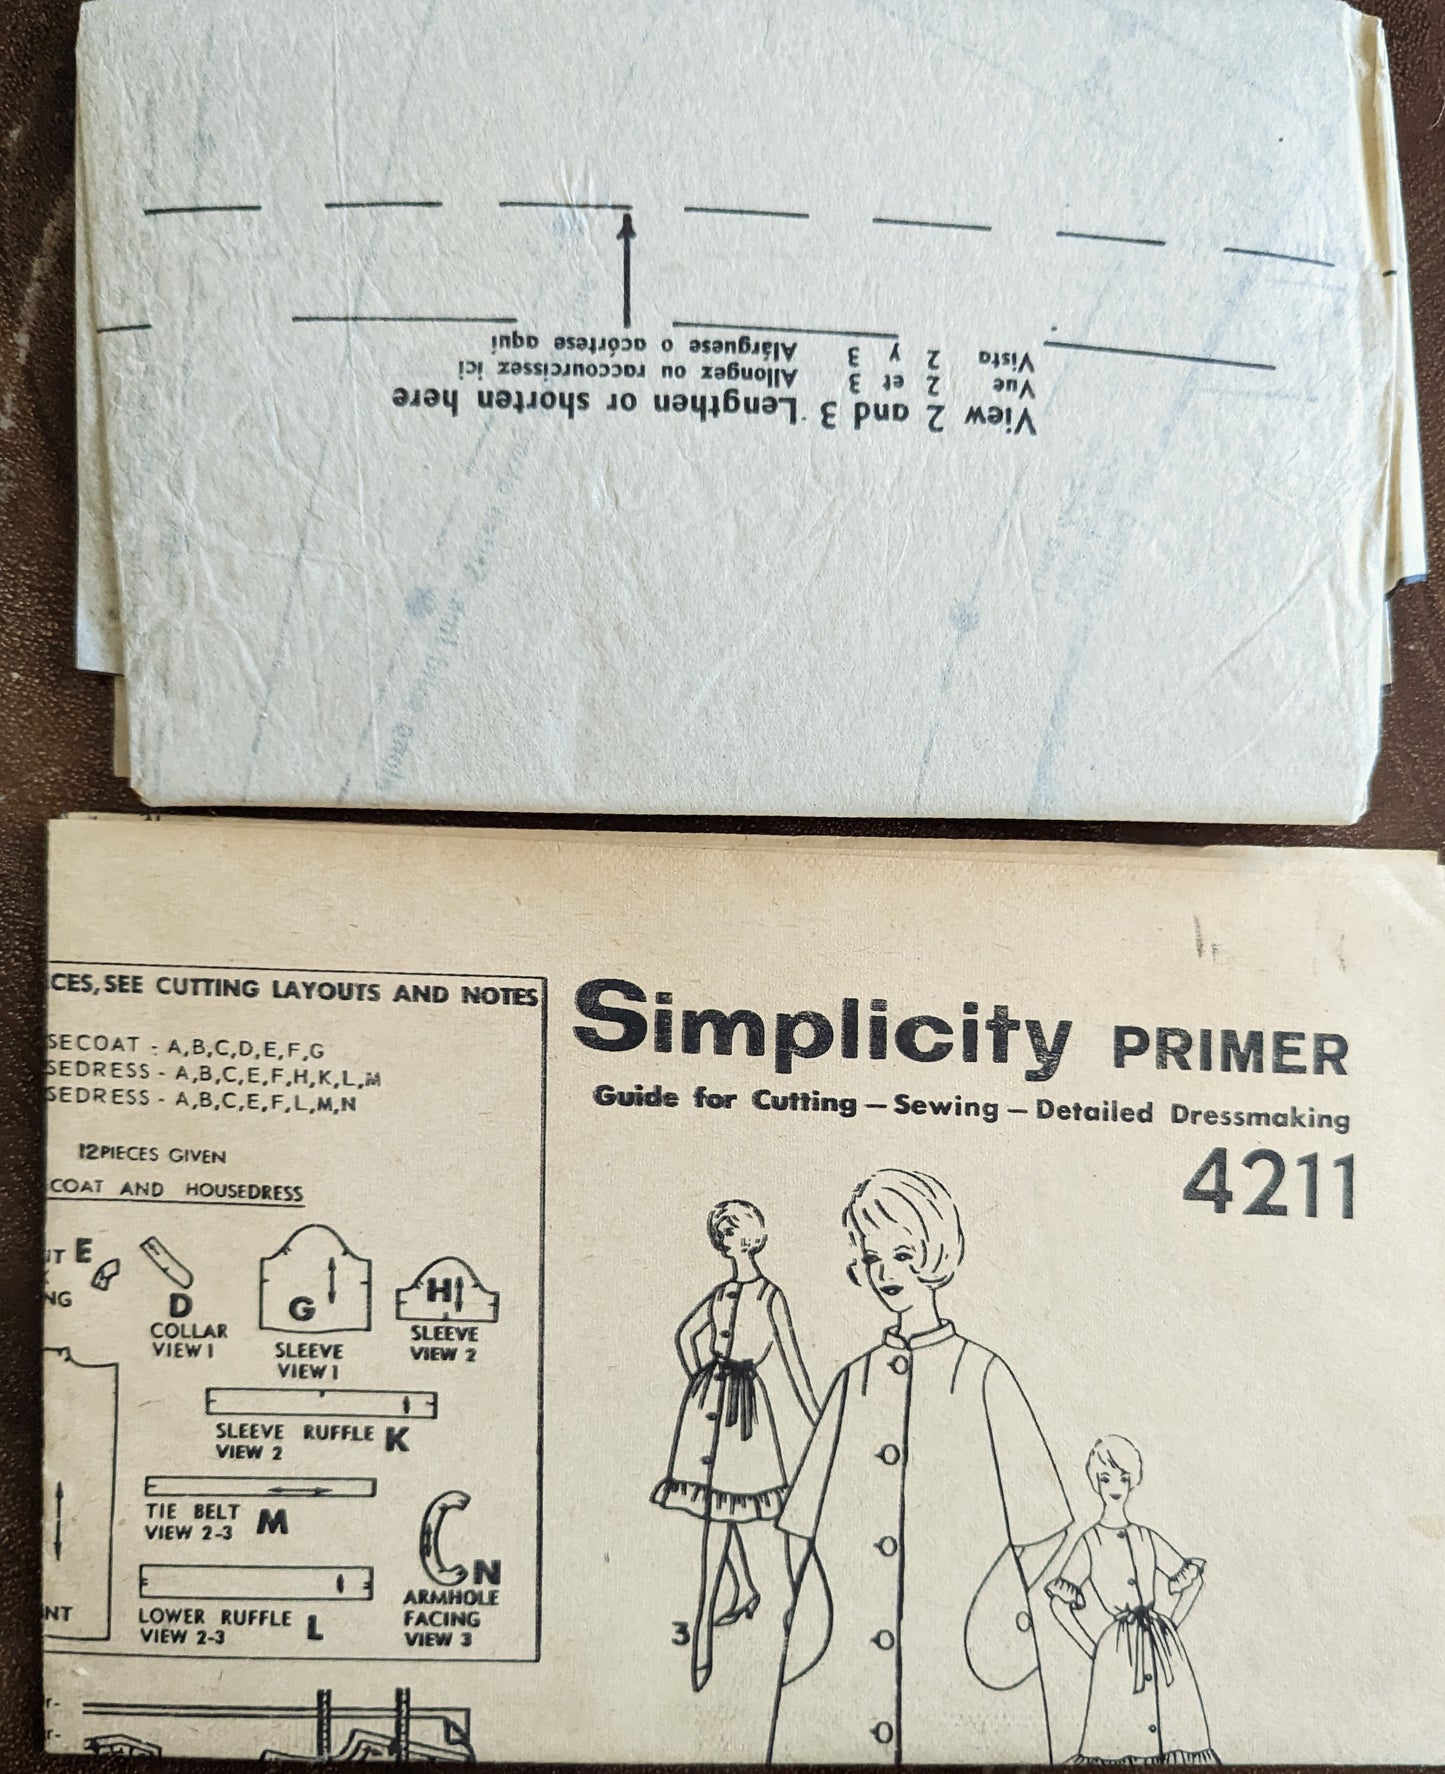 View 2 and 3 Lengthen or shorten here
Vue 2 et 3 Allongez ou raccourcissez ici
Vista 2 y 3 Alárguese o acórtese aquí
CES, SEE CUTTING LAYOUTS AND NOTES
SECOAT - A,B,C,D,E,F,G
SEDRESS - A,B,C,E,F,H,K,L,M
SEDRESS - A,B,C,E,F,L,M,N
12 PIECES GIVEN
COAT AND HOUSEDRESS
E
NG
D
COLLAR
VIEW 1
G
SLEEVE
VIEW 1
H
SLEEVE
VIEW 2
SLEEVE RUFFLE K
VIEW 2
TIE BELT M
VIEW 2-3
LOWER RUFFLE L
VIEW 2-3
N
ARMHOLE
FACING
VIEW 3
NT
r-
r-
Simplicity PRIMER
Guide for Cutting — Sewing — Detailed Dressmaking
4211
3